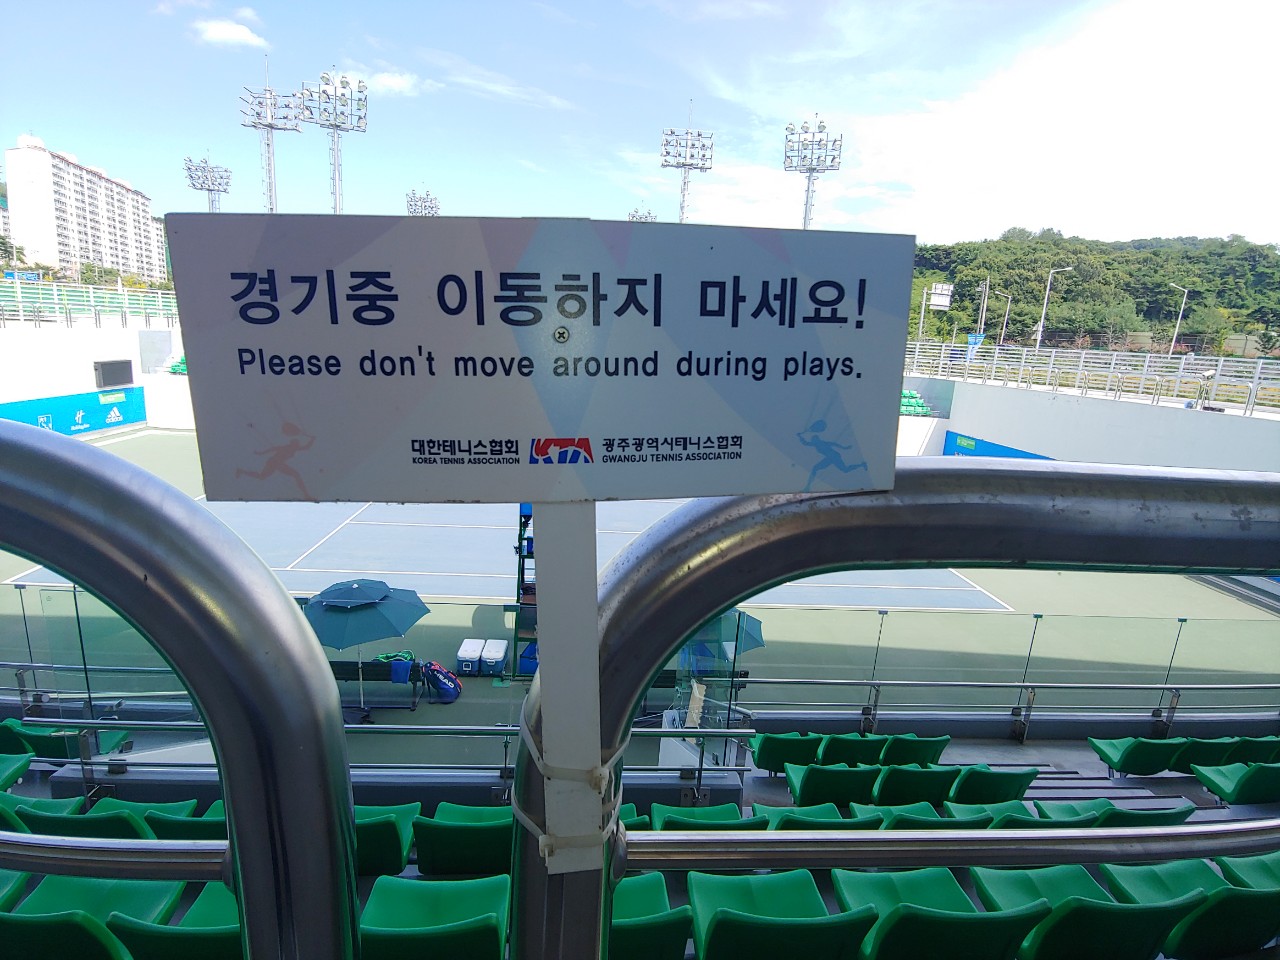 경기중 이동하지 마세요!
Please don't move around during plays.
대한테니스협회 KTA 광주광역시테니스협회
KOREA TENNIS ASSOCIATION GWANGJU TENNIS ASSOCIATION
adidas
HEAD